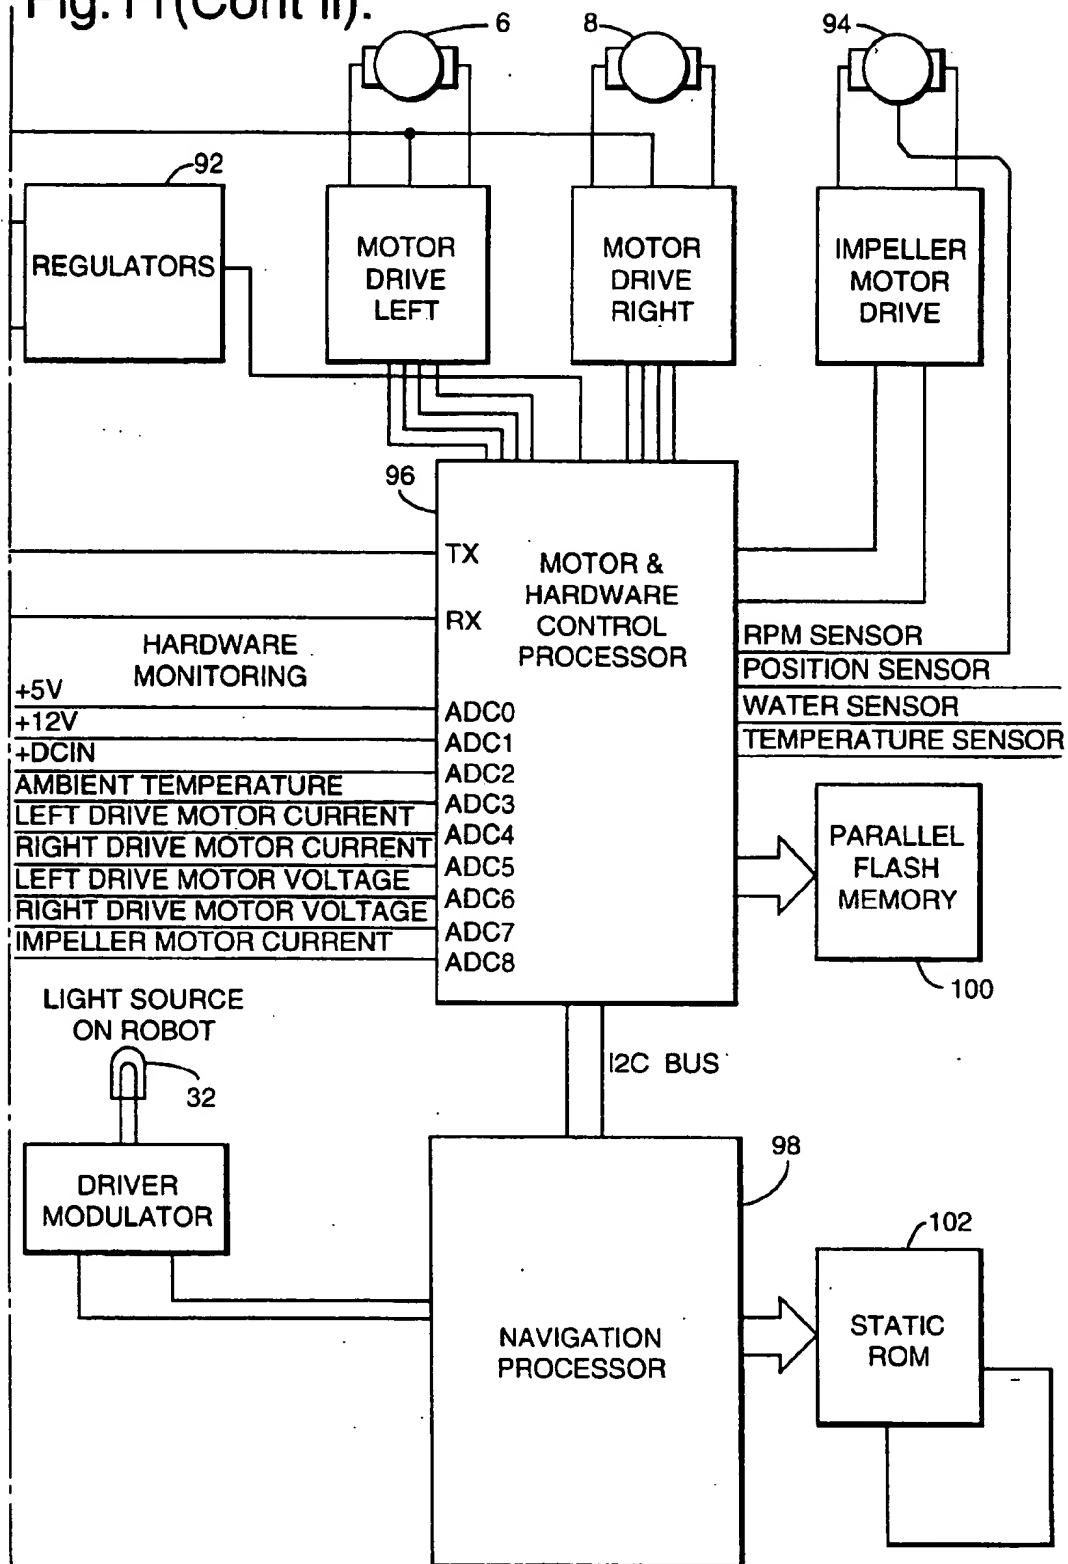 Fig.11(Cont II).
6
8
94
92
REGULATORS
MOTOR
DRIVE
LEFT
MOTOR
DRIVE
RIGHT
IMPELLER
MOTOR
DRIVE
96
TX
RX
MOTOR &
HARDWARE
CONTROL
PROCESSOR
HARDWARE
MONITORING
+5V
+12V
+DCIN
AMBIENT TEMPERATURE
LEFT DRIVE MOTOR CURRENT
RIGHT DRIVE MOTOR CURRENT
LEFT DRIVE MOTOR VOLTAGE
RIGHT DRIVE MOTOR VOLTAGE
IMPELLER MOTOR CURRENT
ADC0
ADC1
ADC2
ADC3
ADC4
ADC5
ADC6
ADC7
ADC8
RPM SENSOR
POSITION SENSOR
WATER SENSOR
TEMPERATURE SENSOR
PARALLEL
FLASH
MEMORY
100
LIGHT SOURCE
ON ROBOT
32
I2C BUS
DRIVER
MODULATOR
98
NAVIGATION
PROCESSOR
102
STATIC
ROM